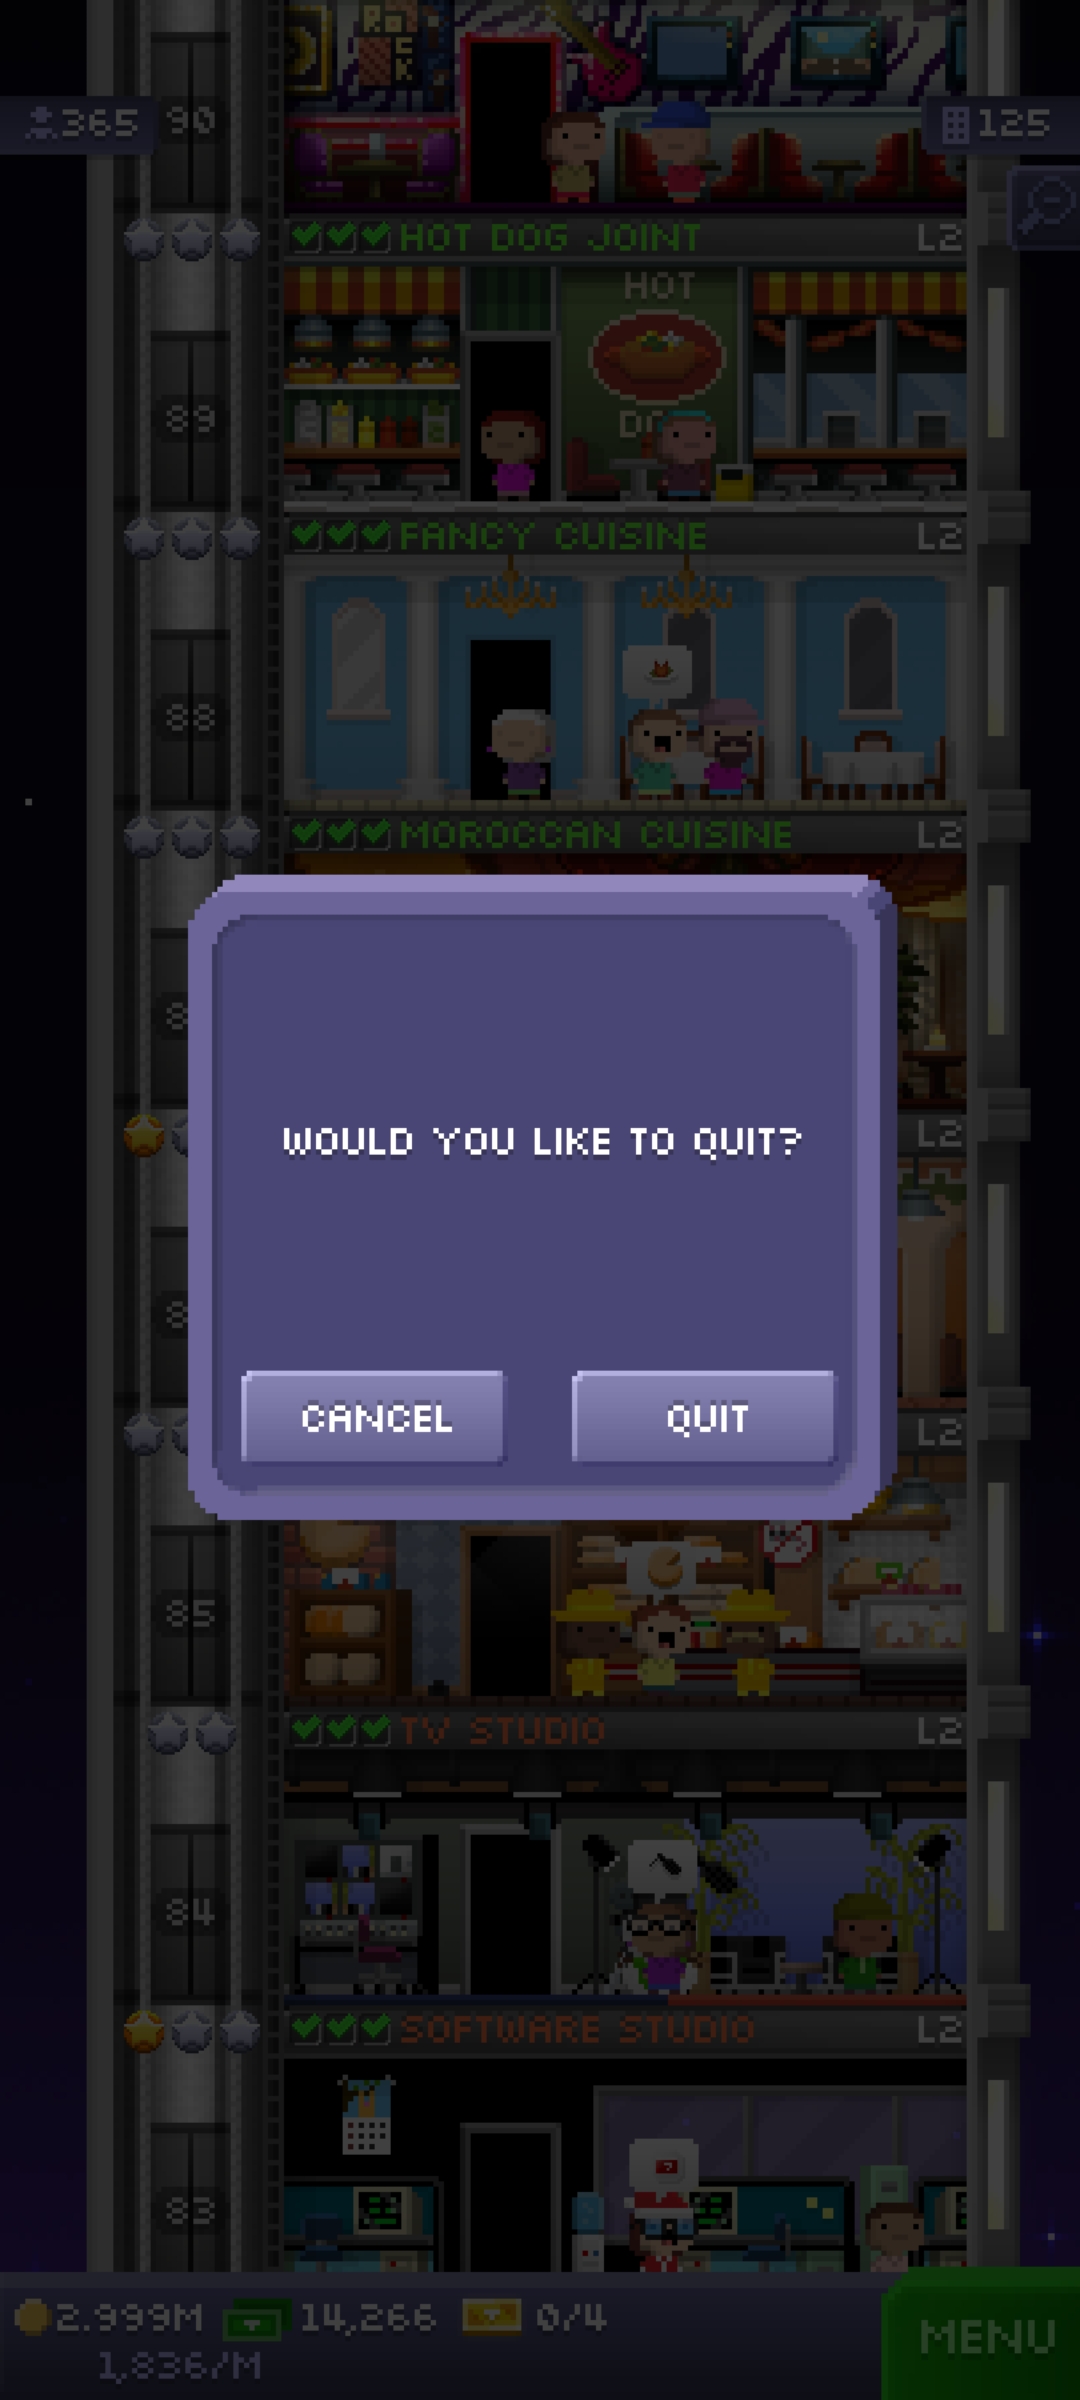 ROCK
365
90
125
HOT DOG JOINT L2
HOT
89
FANCY CUISINE L2
88
MOROCCAN CUISINE L2
L2
WOULD YOU LIKE TO QUIT?
CANCEL QUIT
L2
85
TV STUDIO L2
84
SOFTWARE STUDIO L2
83
2.999M 14,266 0/4
1,836/M
MENU